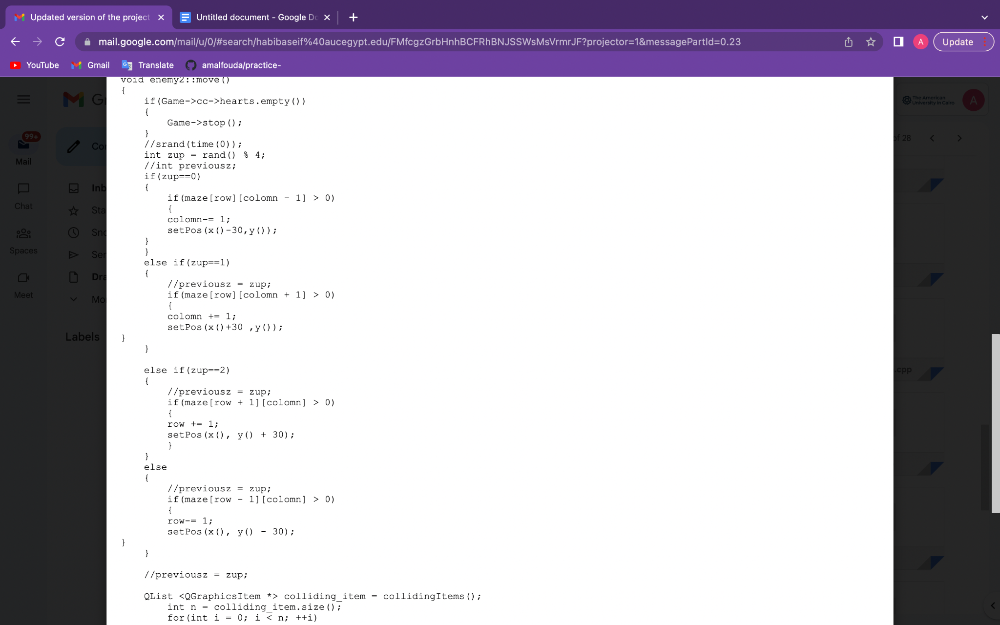 Updated version of the project
Untitled document - Google Do
mail.google.com/mail/u/0/#search/habibaseif%40aucegypt.edu/FMfcgzGrbHnhBCFRhBNJSSWsMsVrmrJF?projector=1&messagePartId=0.23
A
Update
YouTube
Gmail
Translate
amalfouda/practice-
G
The American
University in Cairo
A
99+
Mail
Chat
Spaces
Meet
Co
Inb
Sta
Sno
Sen
Dra
Mo
Labels
of 28
.cpp
void enemy2::move()
{
if(Game->cc->hearts.empty())
{
Game->stop();
}
//srand(time(0));
int zup = rand() % 4;
//int previousz;
if(zup==0)
{
if(maze[row][colomn - 1] > 0)
{
colomn-= 1;
setPos(x()-30,y());
}
}
else if(zup==1)
{
//previousz = zup;
if(maze[row][colomn + 1] > 0)
{
colomn += 1;
setPos(x()+30 ,y());
}
}
else if(zup==2)
{
//previousz = zup;
if(maze[row + 1][colomn] > 0)
{
row += 1;
setPos(x(), y() + 30);
}
}
else
{
//previousz = zup;
if(maze[row - 1][colomn] > 0)
{
row-= 1;
setPos(x(), y() - 30);
}
}
//previousz = zup;
QList <QGraphicsItem *> colliding_item = collidingItems();
int n = colliding_item.size();
for(int i = 0; i < n; ++i)